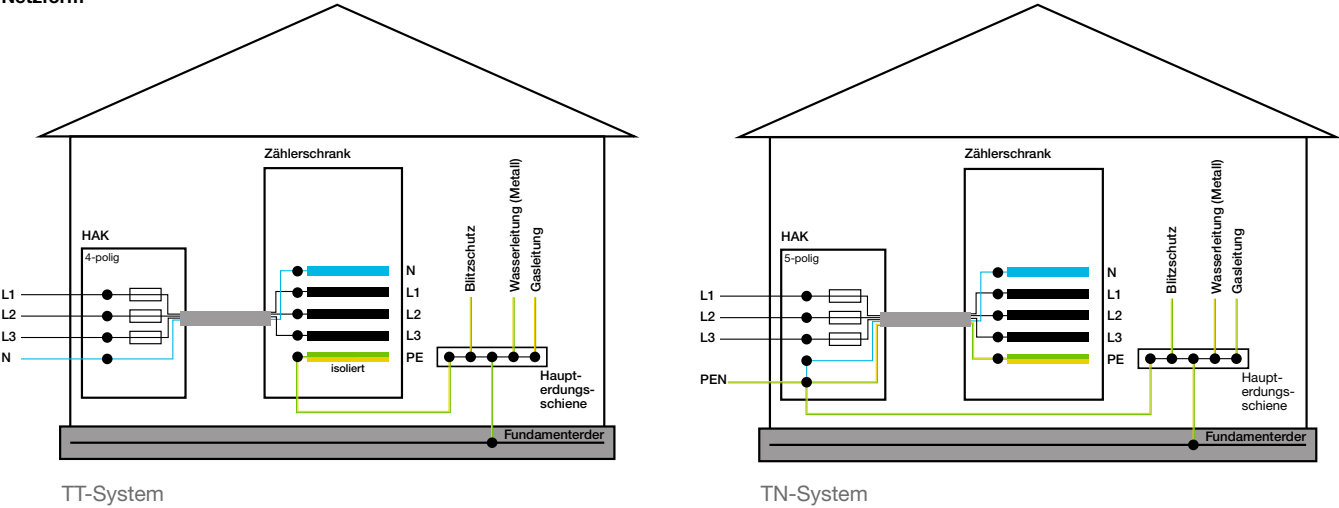 Netzform
Zählerschrank
HAK
4-polig
L1
L2
L3
N
N
L1
L2
L3
PE
isoliert
Blitzschutz
Wasserleitung (Metall)
Gasleitung
Haupt-
erdungs-
schiene
Fundamenterder
TT-System
Zählerschrank
HAK
5-polig
L1
L2
L3
PEN
N
L1
L2
L3
PE
Blitzschutz
Wasserleitung (Metall)
Gasleitung
Haupt-
erdungs-
schiene
Fundamenterder
TN-System